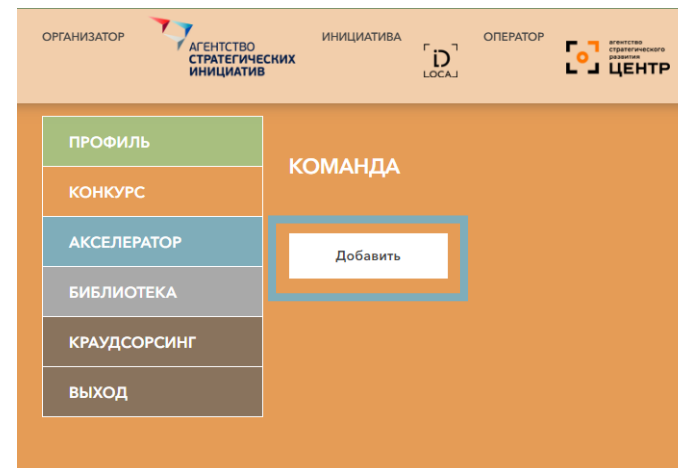 ОРГАНИЗАТОР
АГЕНТСТВО
СТРАТЕГИЧЕСКИХ
ИНИЦИАТИВ
ИНИЦИАТИВА
iD
LOCAL
ОПЕРАТОР
агентство
стратегического
развития
ЦЕНТР
ПРОФИЛЬ
КОНКУРС
АКСЕЛЕРАТОР
БИБЛИОТЕКА
КРАУДСОРСИНГ
ВЫХОД
КОМАНДА
Добавить